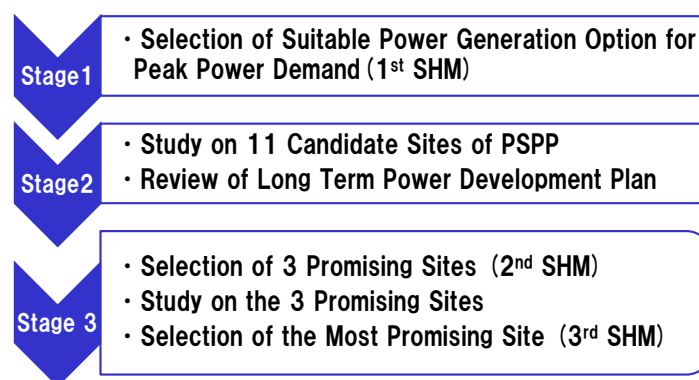 Stage1
・Selection of Suitable Power Generation Option for
Peak Power Demand (1st SHM)
Stage2
・Study on 11 Candidate Sites of PSPP
・Review of Long Term Power Development Plan
Stage 3
・Selection of 3 Promising Sites (2nd SHM)
・Study on the 3 Promising Sites
・Selection of the Most Promising Site (3rd SHM)